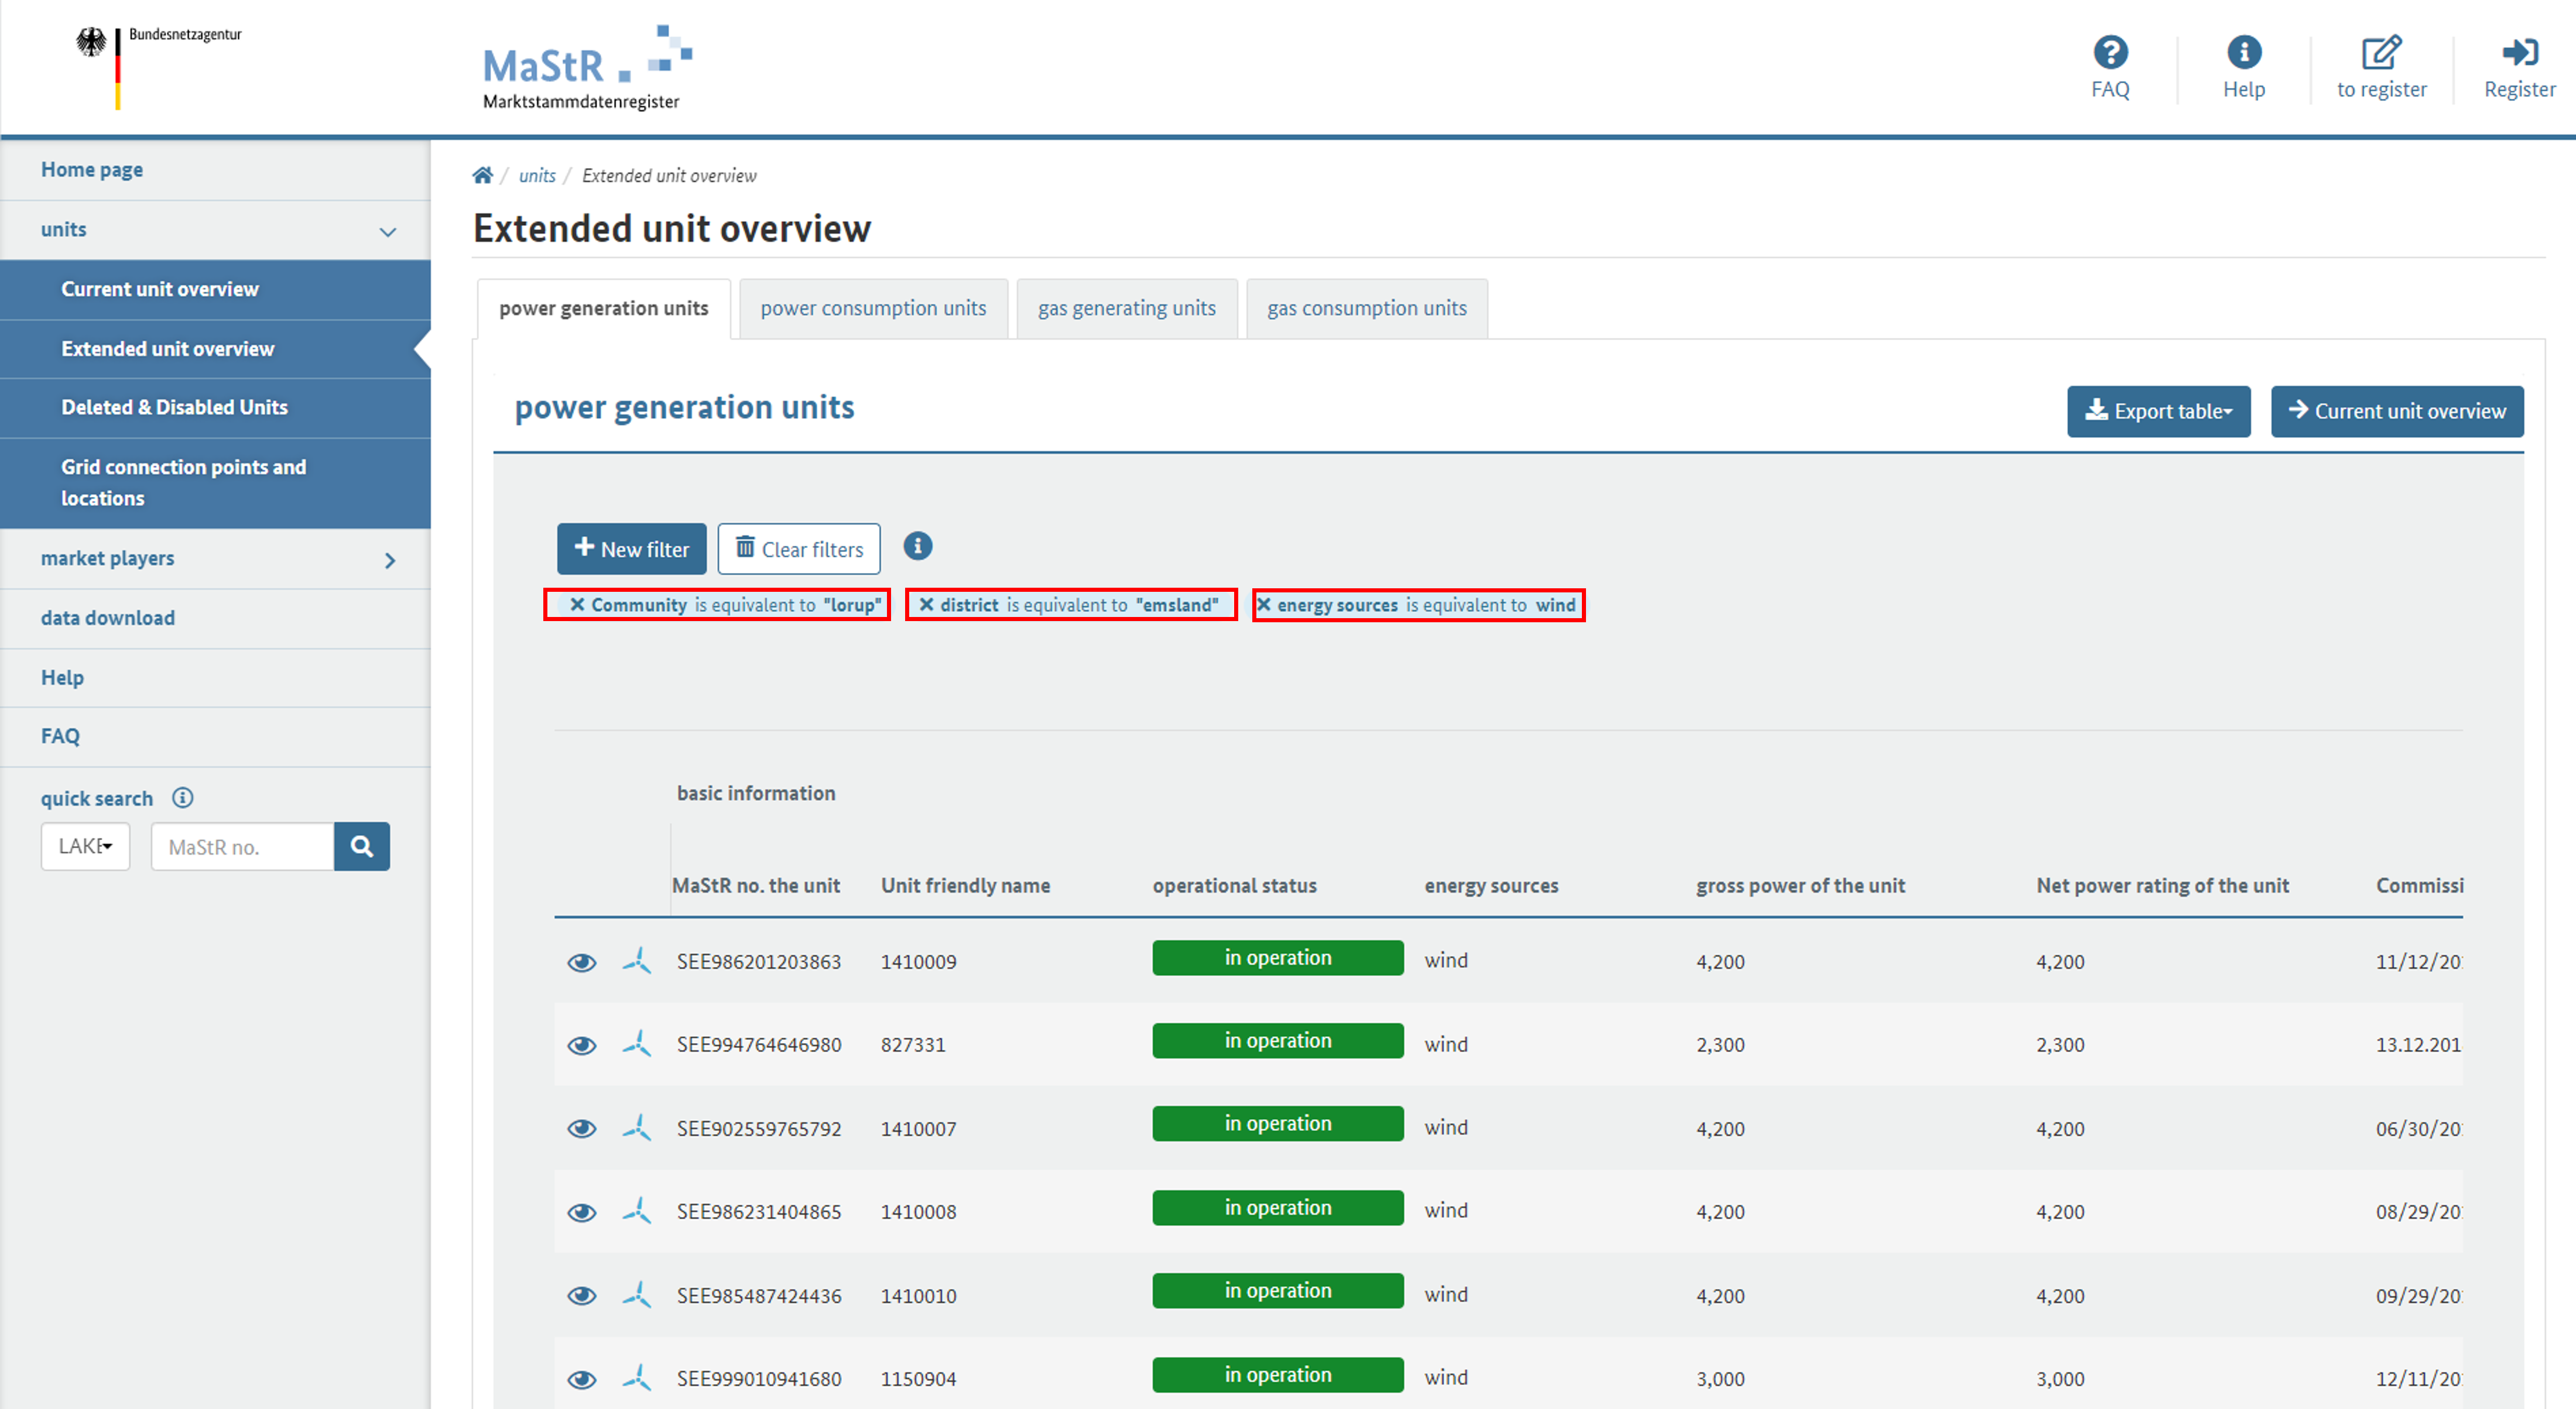 Bundesnetzagentur
MaStR
Marktstammdatenregister
FAQ
Help
to register
Register
Home page
units
Current unit overview
Extended unit overview
Deleted & Disabled Units
Grid connection points and
locations
market players
data download
Help
FAQ
quick search
LAKE
MaStR no.
/ units / Extended unit overview
Extended unit overview
power generation units
power consumption units
gas generating units
gas consumption units
power generation units
Export table
Current unit overview
New filter
Clear filters
Community is equivalent to "lorup"
district is equivalent to "emsland"
energy sources is equivalent to wind
basic information
MaStR no. the unit Unit friendly name operational status energy sources gross power of the unit Net power rating of the unit Commissi
SEE986201203863 1410009 in operation wind 4,200 4,200 11/12/20
SEE994764646980 827331 in operation wind 2,300 2,300 13.12.201
SEE902559765792 1410007 in operation wind 4,200 4,200 06/30/20
SEE986231404865 1410008 in operation wind 4,200 4,200 08/29/20
SEE985487424436 1410010 in operation wind 4,200 4,200 09/29/20
SEE999010941680 1150904 in operation wind 3,000 3,000 12/11/20